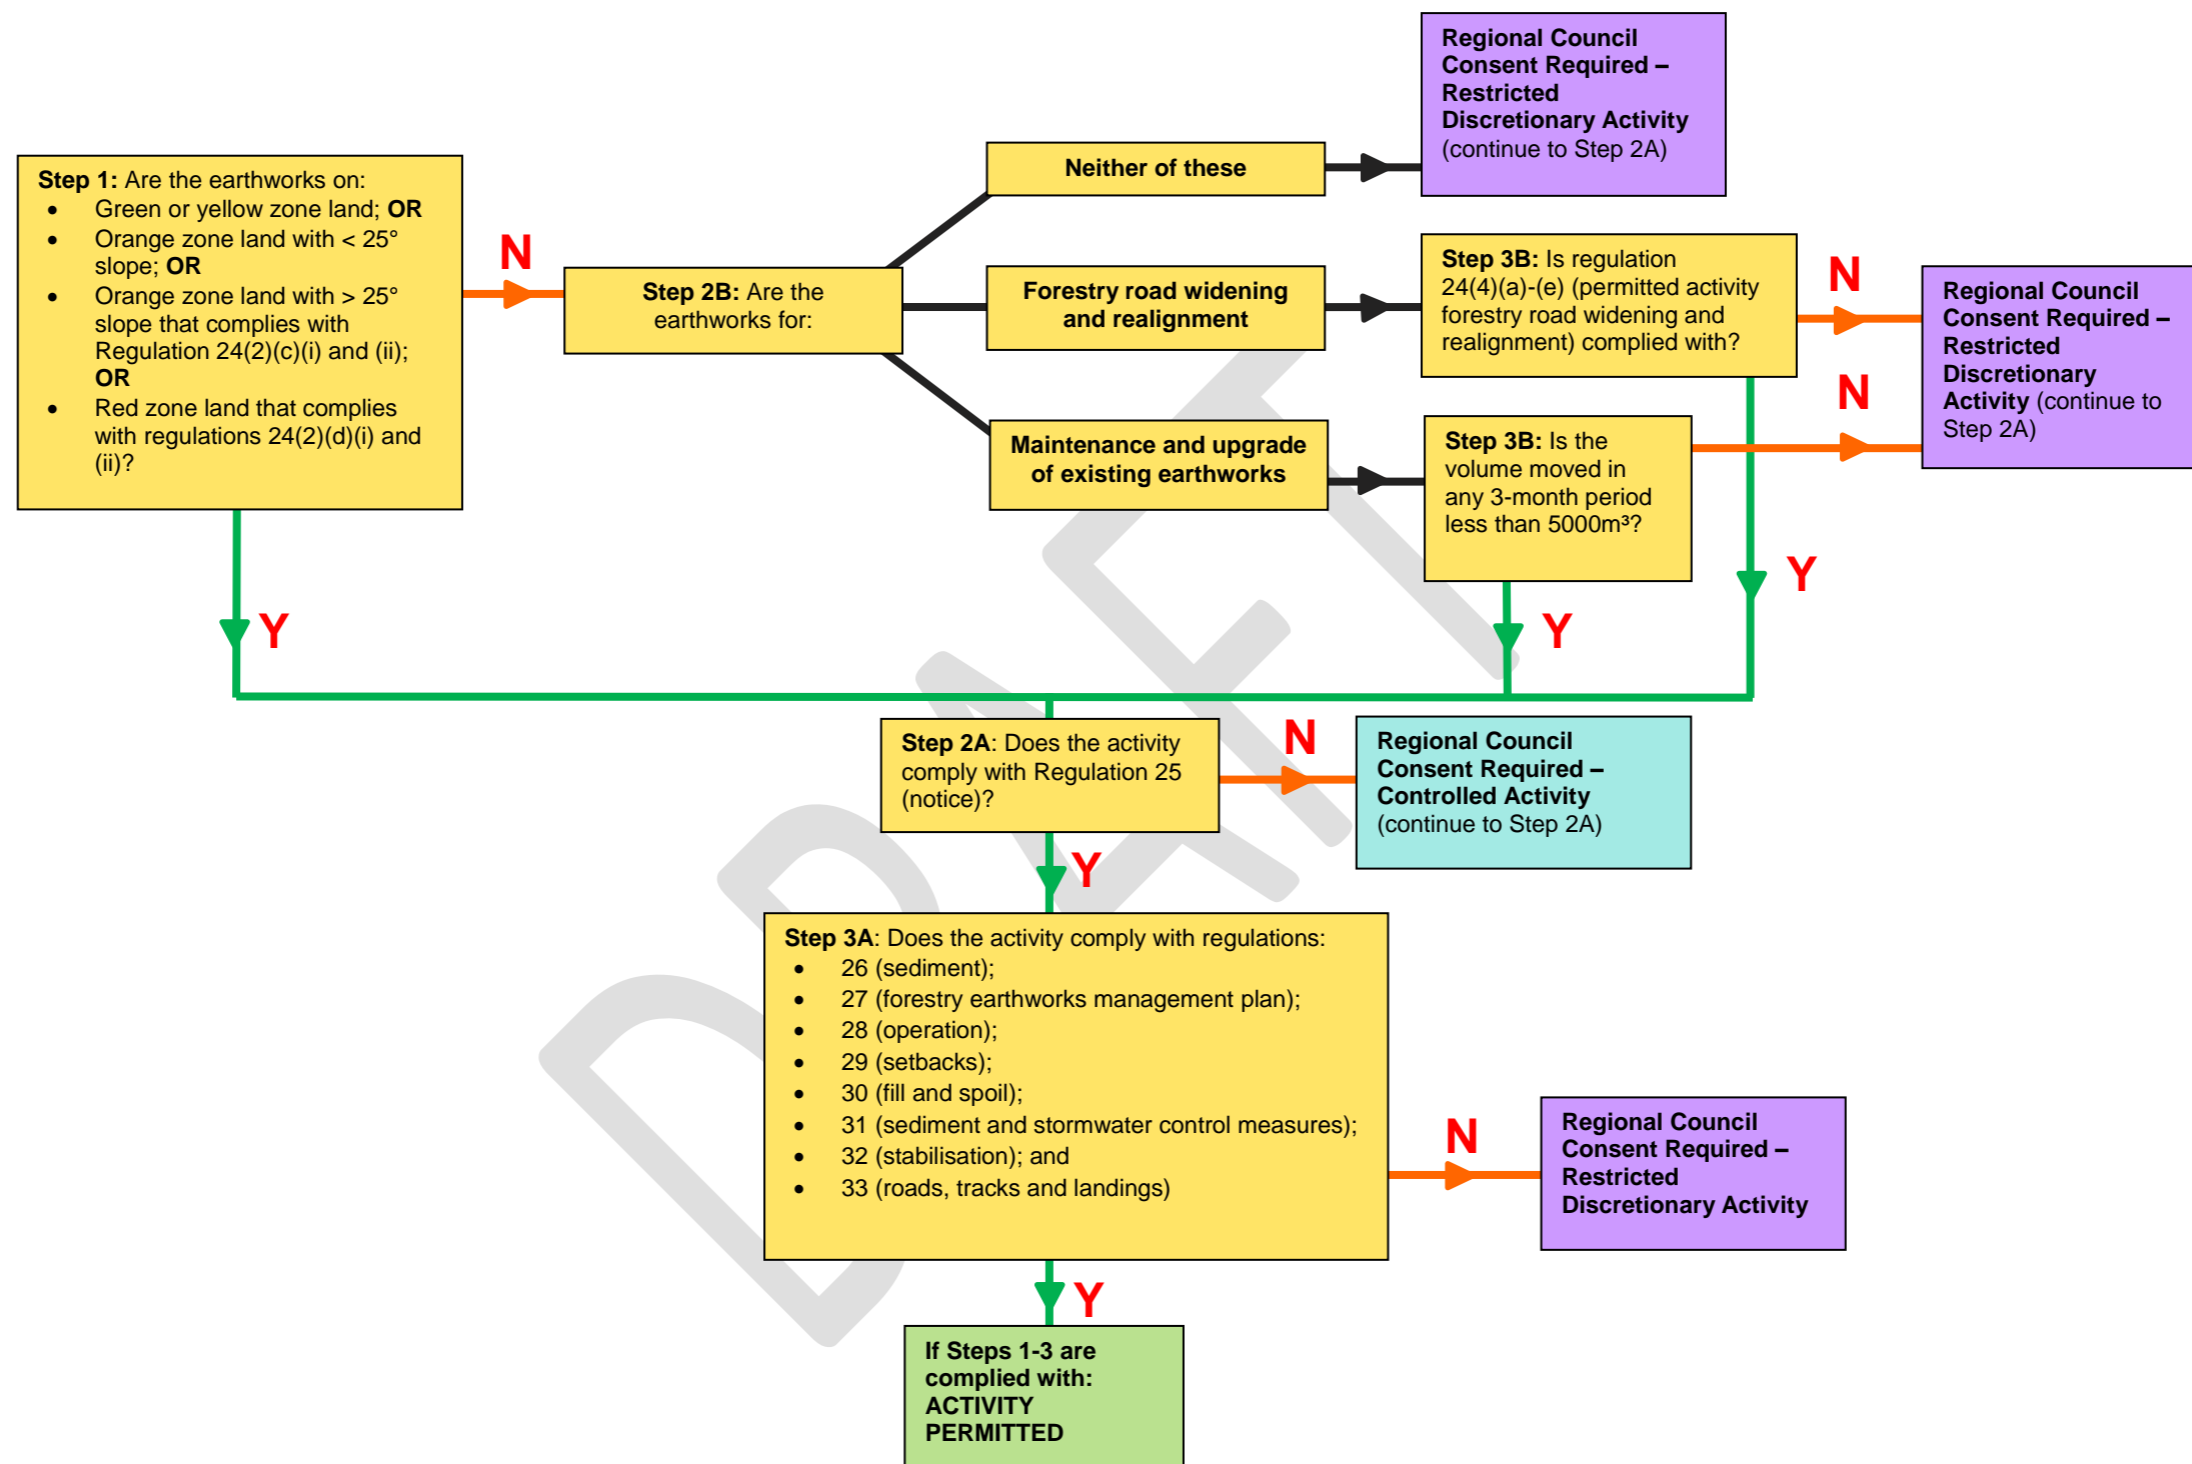 Regional Council
Consent Required –
Restricted
Discretionary Activity
(continue to Step 2A)
Step 1: Are the earthworks on:
• Green or yellow zone land; OR
• Orange zone land with < 25°
slope; OR
• Orange zone land with > 25°
slope that complies with
Regulation 24(2)(c)(i) and (ii);
OR
• Red zone land that complies
with regulations 24(2)(d)(i) and
(ii)?
N
Step 2B: Are the
earthworks for:
Neither of these
Forestry road widening
and realignment
Maintenance and upgrade
of existing earthworks
Step 3B: Is regulation
24(4)(a)-(e) (permitted activity
forestry road widening and
realignment) complied with?
N
Step 3B: Is the
volume moved in
any 3-month period
less than 5000m³?
N
Regional Council
Consent Required –
Restricted
Discretionary
Activity (continue to
Step 2A)
Y
Y
Y
Step 2A: Does the activity
comply with Regulation 25
(notice)?
N
Regional Council
Consent Required –
Controlled Activity
(continue to Step 2A)
Y
Step 3A: Does the activity comply with regulations:
• 26 (sediment);
• 27 (forestry earthworks management plan);
• 28 (operation);
• 29 (setbacks);
• 30 (fill and spoil);
• 31 (sediment and stormwater control measures);
• 32 (stabilisation); and
• 33 (roads, tracks and landings)
N
Regional Council
Consent Required –
Restricted
Discretionary Activity
Y
If Steps 1-3 are
complied with:
ACTIVITY
PERMITTED
DRAFT